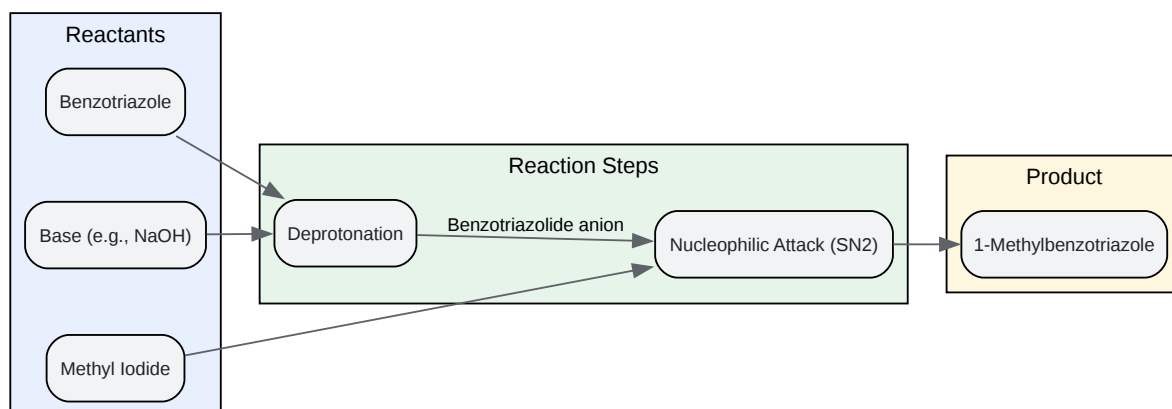 Reactants
Benzotriazole
Base (e.g., NaOH)
Methyl Iodide
Reaction Steps
Deprotonation
Benzotriazolide anion
Nucleophilic Attack (SN2)
Product
1-Methylbenzotriazole